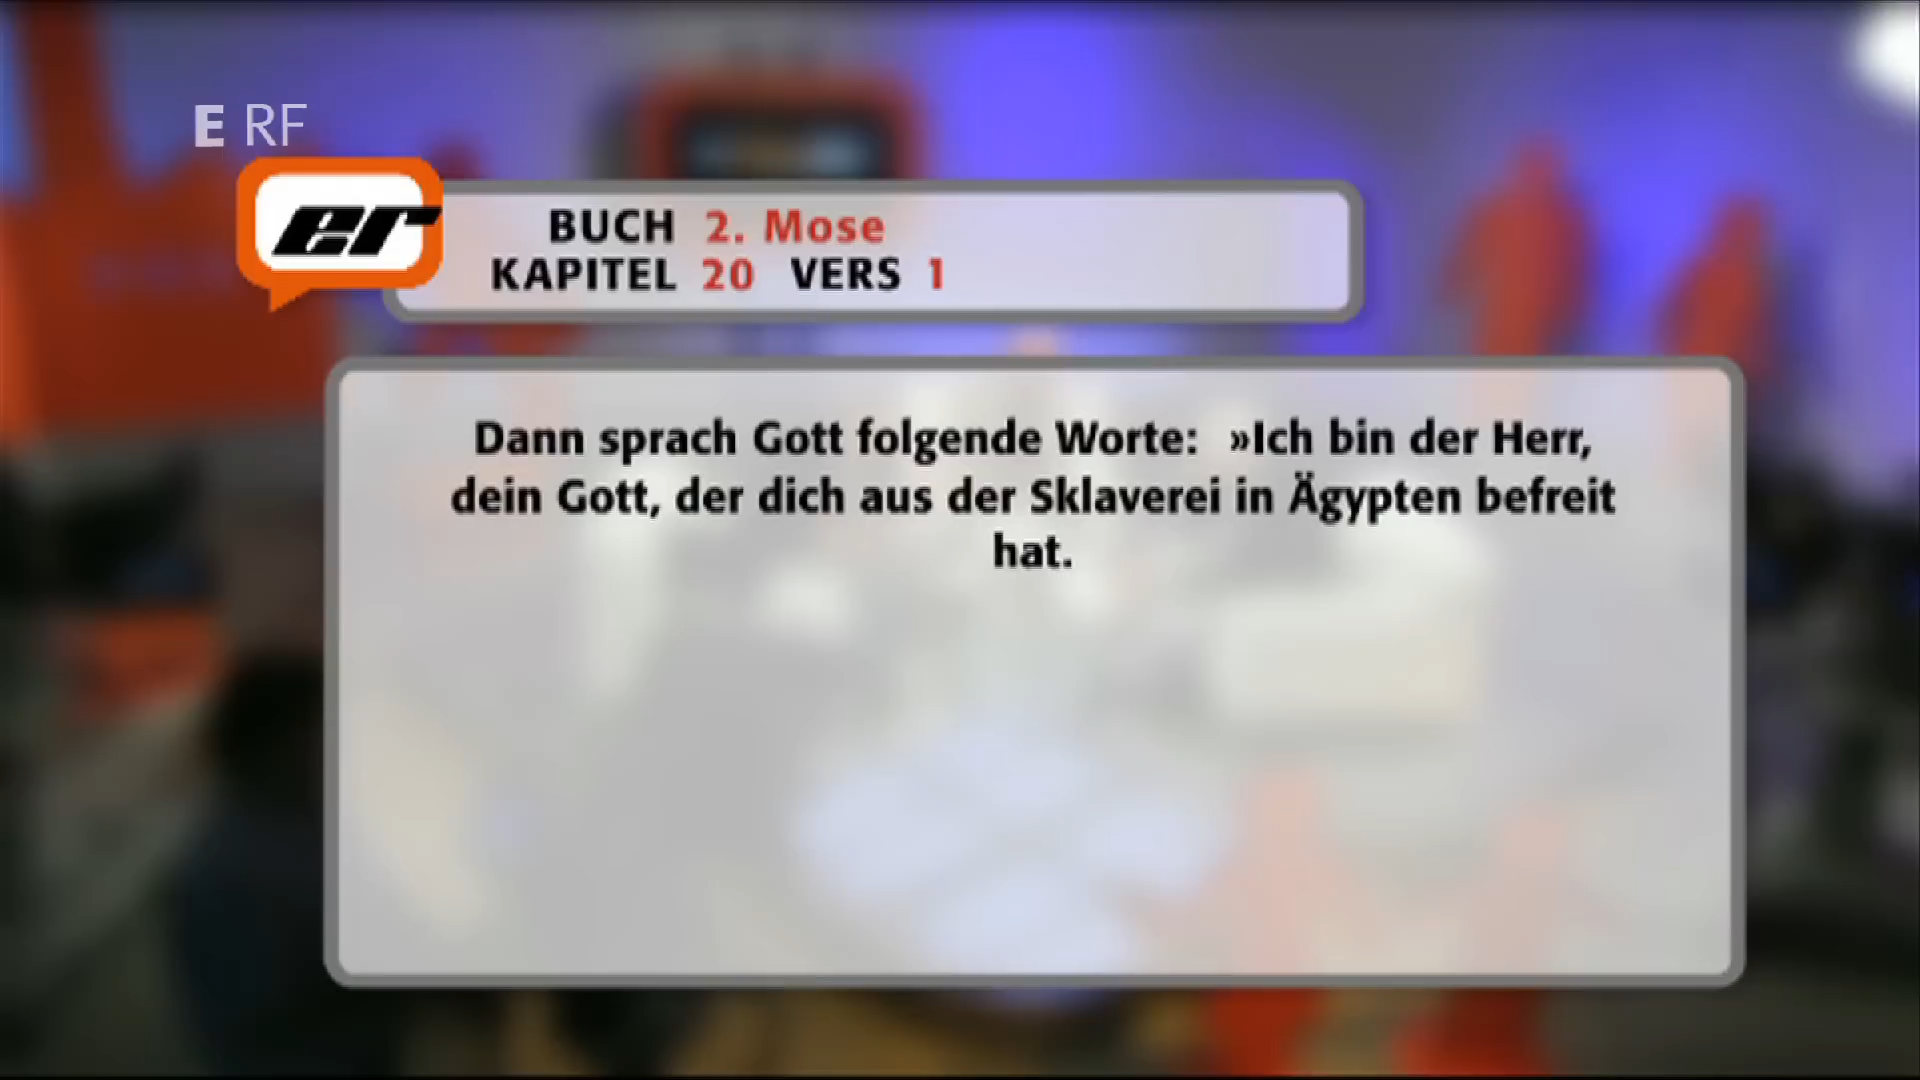 E RF
er
BUCH 2. Mose
KAPITEL 20 VERS 1
Dann sprach Gott folgende Worte: »Ich bin der Herr,
dein Gott, der dich aus der Sklaverei in Ägypten befreit
hat.